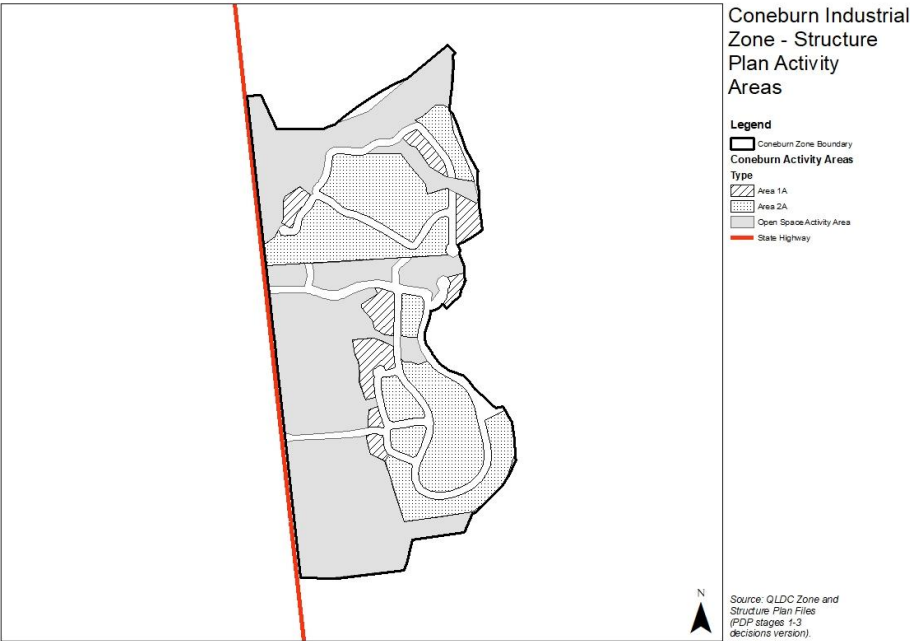 Coneburn Industrial
Zone - Structure
Plan Activity
Areas
Legend
Coneburn Zone Boundary
Coneburn Activity Areas
Type
Area 1A
Area 2A
Open Space Activity Area
State Highway
N
Source: QLDC Zone and
Structure Plan Files
(PDP stages 1-3
decisions version).